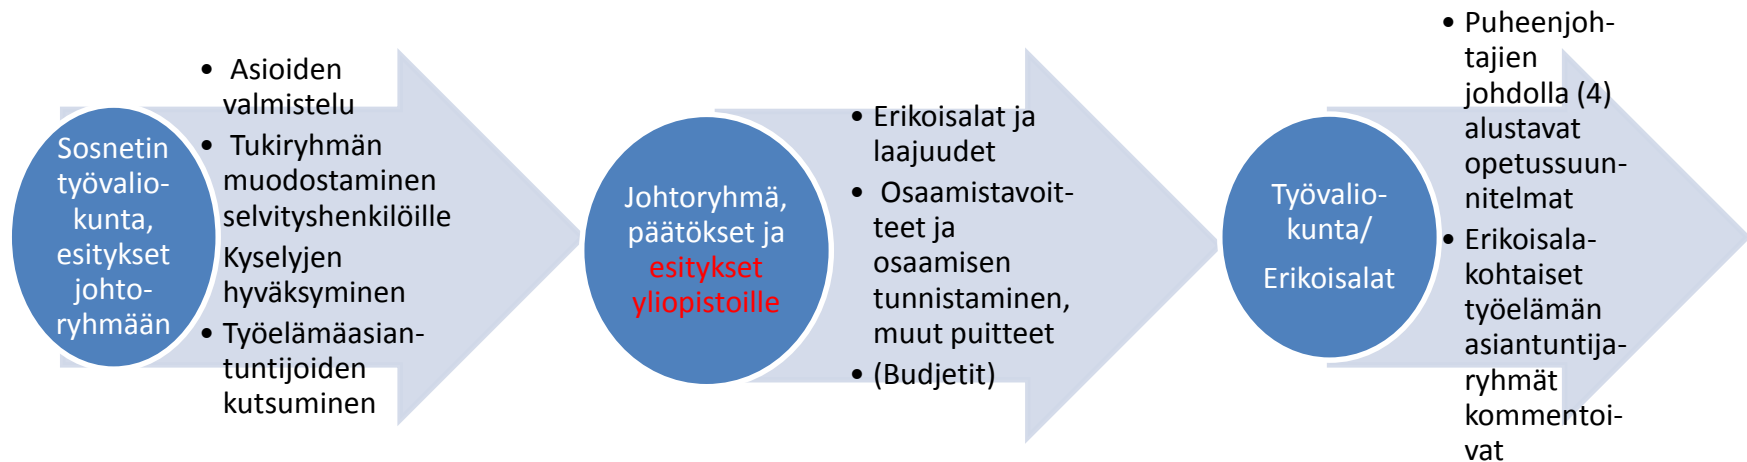 Sosnetin
työvalio-
kunta,
esitykset
johto-
ryhmään
• Asioiden
valmistelu
• Tukiryhmän
muodostaminen
selvityshenkilöille
Kyselyjen
hyväksyminen
• Työelämäasian-
tuntijoiden
kutsuminen
Johtoryhmä,
päätökset ja
esitykset
yliopistoille
• Erikoisalat ja
laajuudet
• Osaamistavoit-
teet ja
osaamisen
tunnistaminen,
muut puitteet
• (Budjetit)
Työvalio-
kunta/
Erikoisalat
• Puheenjoh-
tajien
johdolla (4)
alustavat
opetussuun-
nitelmat
• Erikoisala-
kohtaiset
työelämän
asiantuntija-
ryhmät
kommentoi-
vat